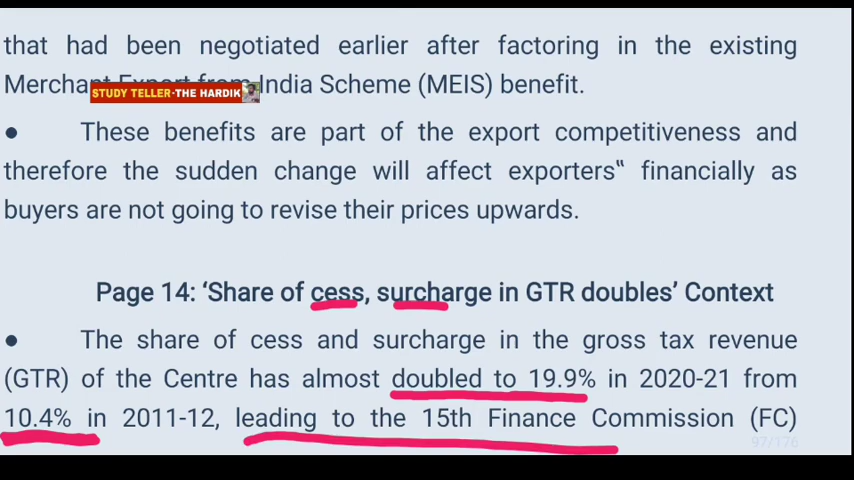 that had been negotiated earlier after factoring in the existing
Merchant Export from India Scheme (MEIS) benefit.
STUDY TELLER-THE HARDIK
● These benefits are part of the export competitiveness and
therefore the sudden change will affect exporters‟ financially as
buyers are not going to revise their prices upwards.
Page 14: ‘Share of cess, surcharge in GTR doubles’ Context
● The share of cess and surcharge in the gross tax revenue
(GTR) of the Centre has almost doubled to 19.9% in 2020-21 from
10.4% in 2011-12, leading to the 15th Finance Commission (FC)
97/176